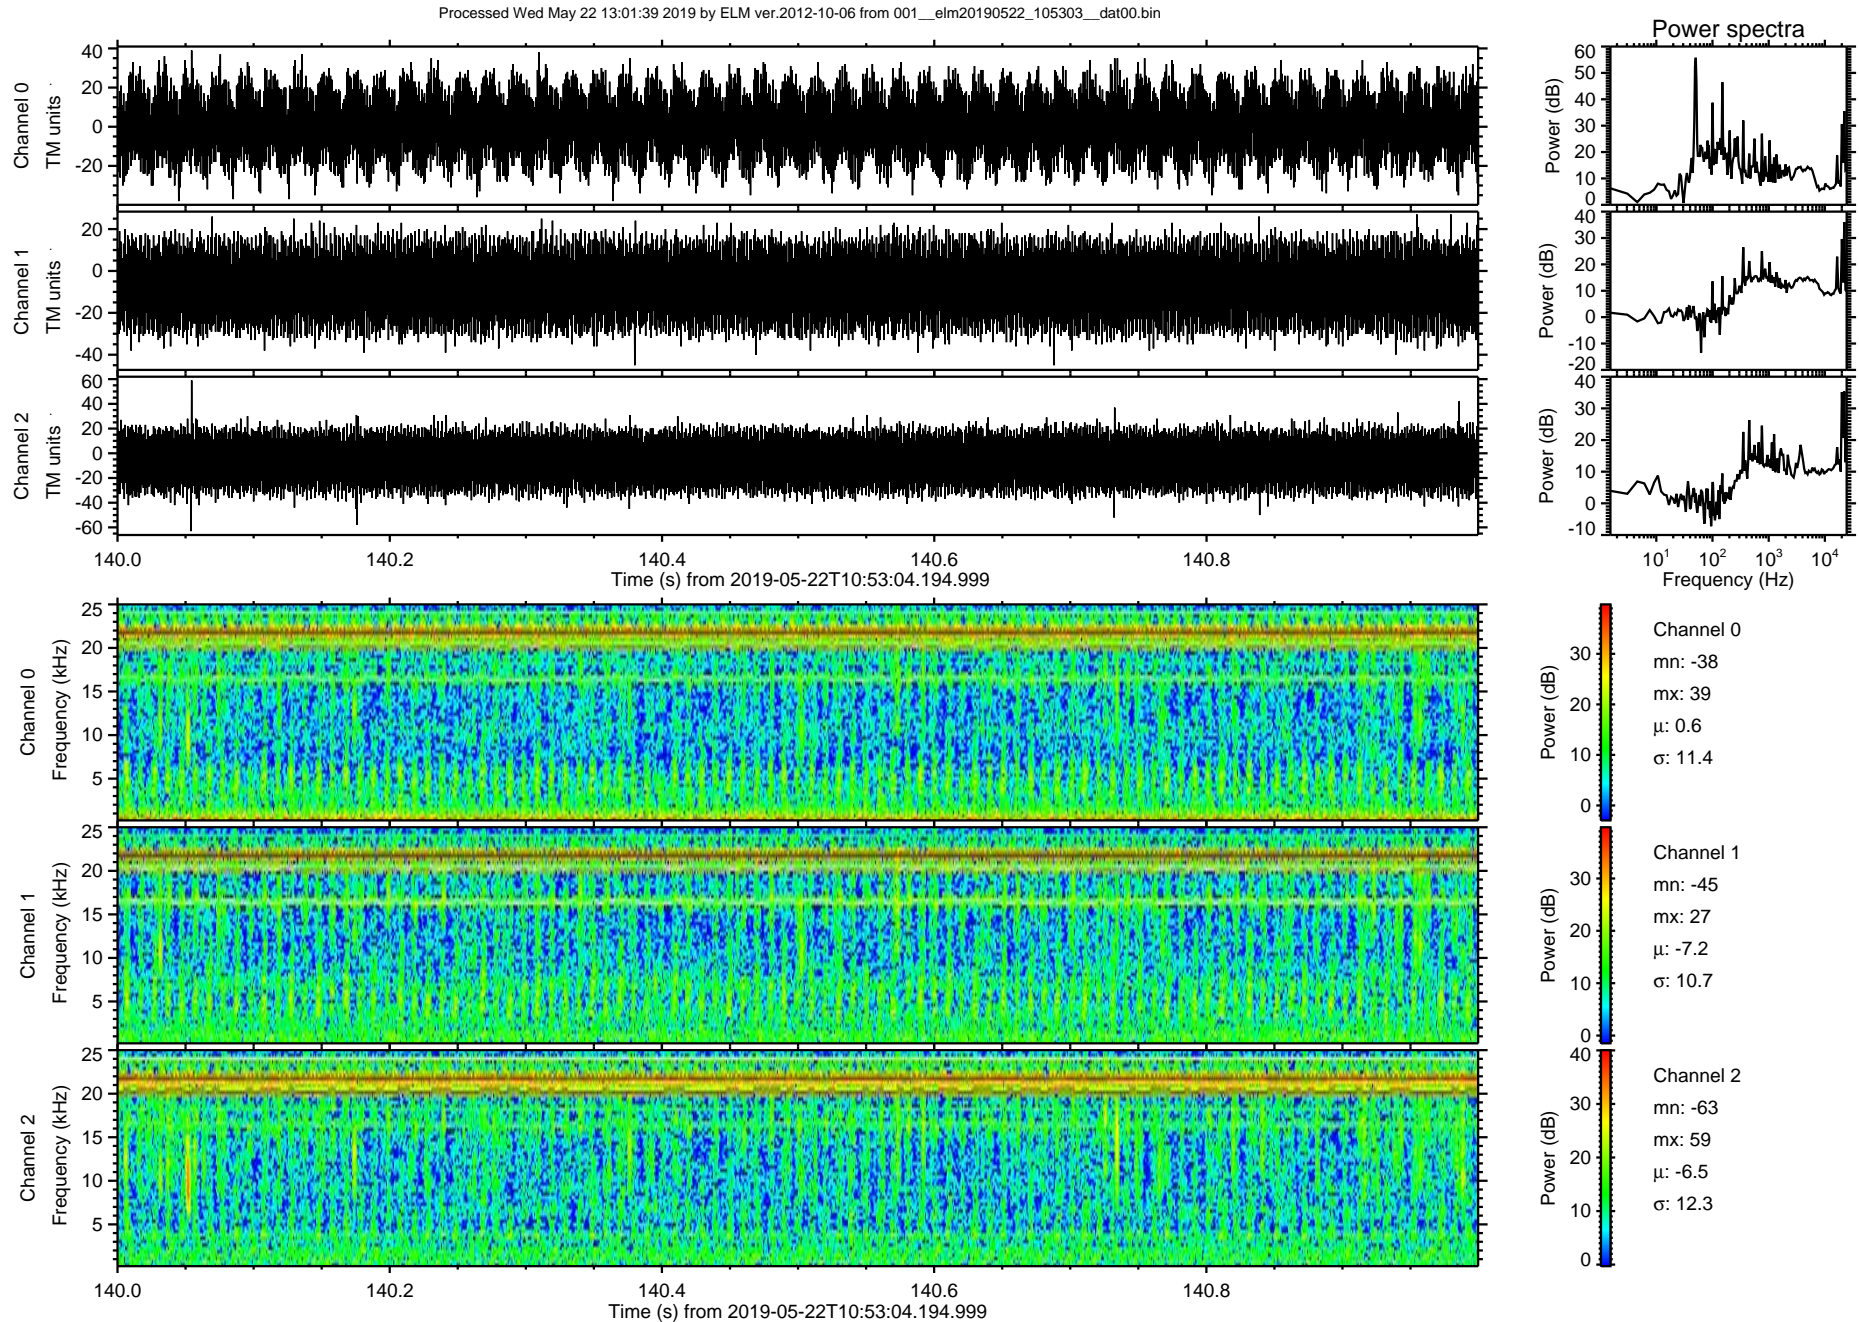 Processed Wed May 22 13:01:39 2019 by ELM ver.2012-10-06 from 001__elm20190522_105303__dat00.bin
Power spectra
Channel 0
TM units
40
20
0
-20
Power (dB)
60
50
40
30
20
10
0
Channel 1
TM units
20
0
-20
-40
Power (dB)
40
30
20
10
0
-10
-20
Channel 2
TM units
60
40
20
0
-20
-40
-60
Power (dB)
40
30
20
10
0
-10
140.0 140.2 140.4 140.6 140.8
Time (s) from 2019-05-22T10:53:04.194.999
10¹ 10² 10³ 10⁴
Frequency (Hz)
Channel 0
Frequency (kHz)
25
20
15
10
5
Power (dB)
30
20
10
0
Channel 0
mn: -38
mx: 39
μ: 0.6
σ: 11.4
Channel 1
Frequency (kHz)
25
20
15
10
5
Power (dB)
30
20
10
0
Channel 1
mn: -45
mx: 27
μ: -7.2
σ: 10.7
Channel 2
Frequency (kHz)
25
20
15
10
5
Power (dB)
40
30
20
10
0
Channel 2
mn: -63
mx: 59
μ: -6.5
σ: 12.3
140.0 140.2 140.4 140.6 140.8
Time (s) from 2019-05-22T10:53:04.194.999